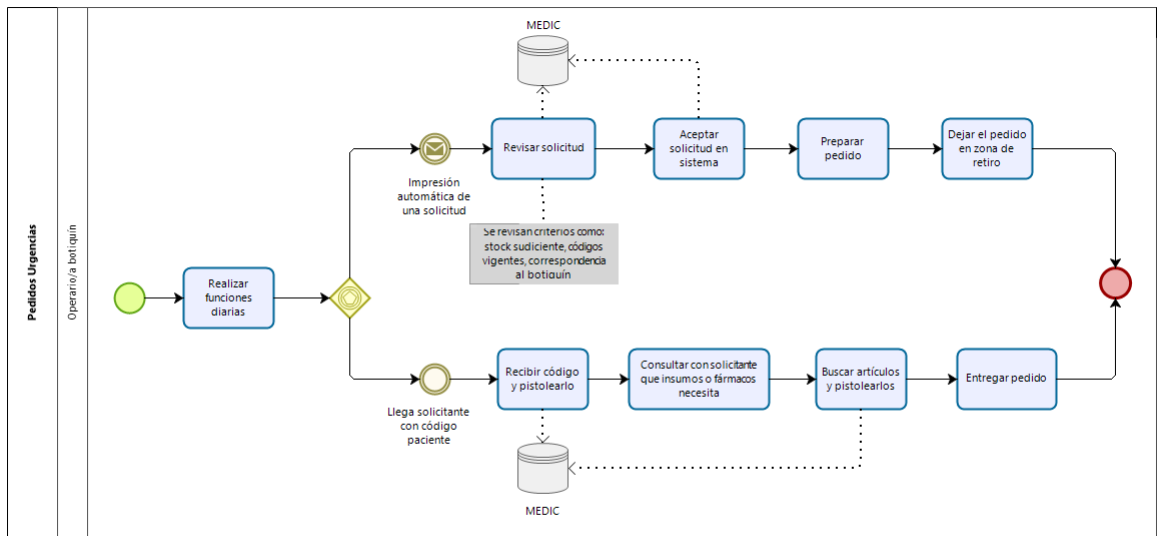 Pedidos Urgencias
Operario/a botiquín
Realizar
funciones
diarias
MEDIC
Impresión
automática de
una solicitud
Revisar solicitud
Aceptar
solicitud en
sistema
Preparar
pedido
Dejar el pedido
en zona de
retiro
Se revisan criterios como:
stock sudiciente, códigos
vigentes, correspondencia
al botiquín
Llega solicitante
con código
paciente
Recibir código
y pistolearlo
Consultar con solicitante
que insumos o fármacos
necesita
Buscar artículos
y pistolearlos
Entregar pedido
MEDIC